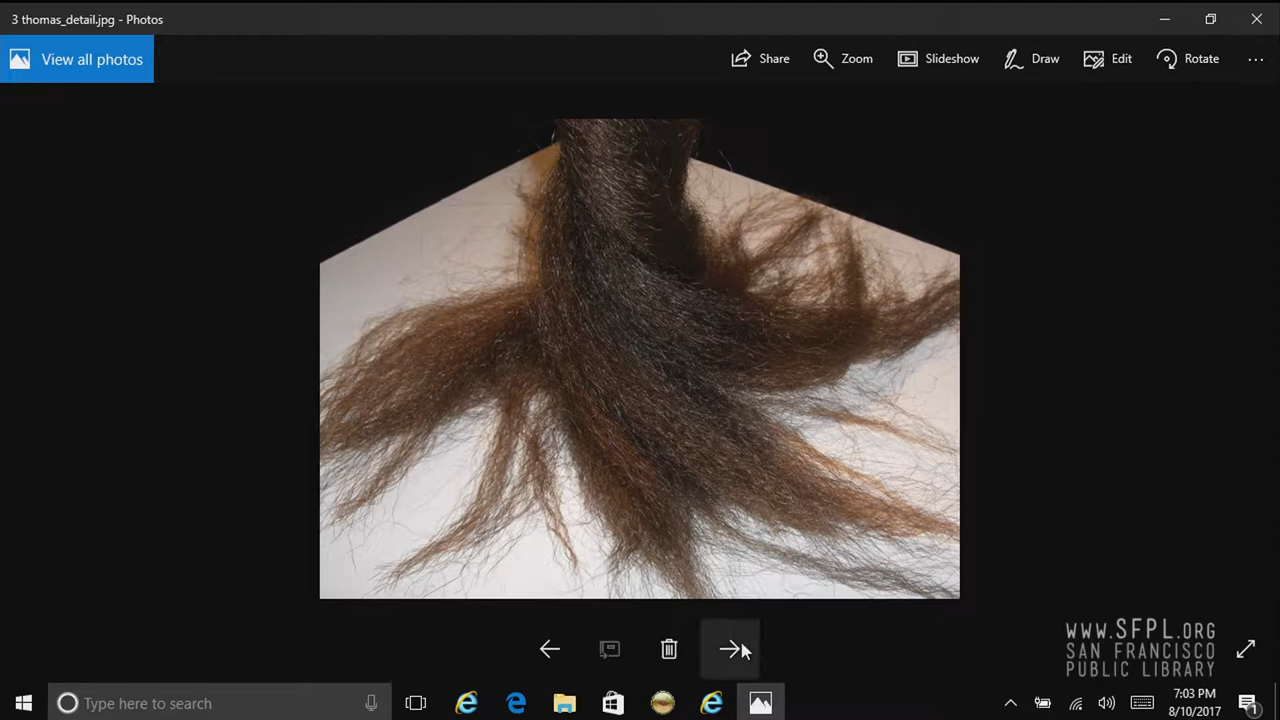 3 thomas_detail.jpg - Photos
View all photos
Share
Zoom
Slideshow
Draw
Edit
Rotate
WWW.SFPL.ORG
SAN FRANCISCO
PUBLIC LIBRARY
Type here to search
7:03 PM
8/10/2017
1